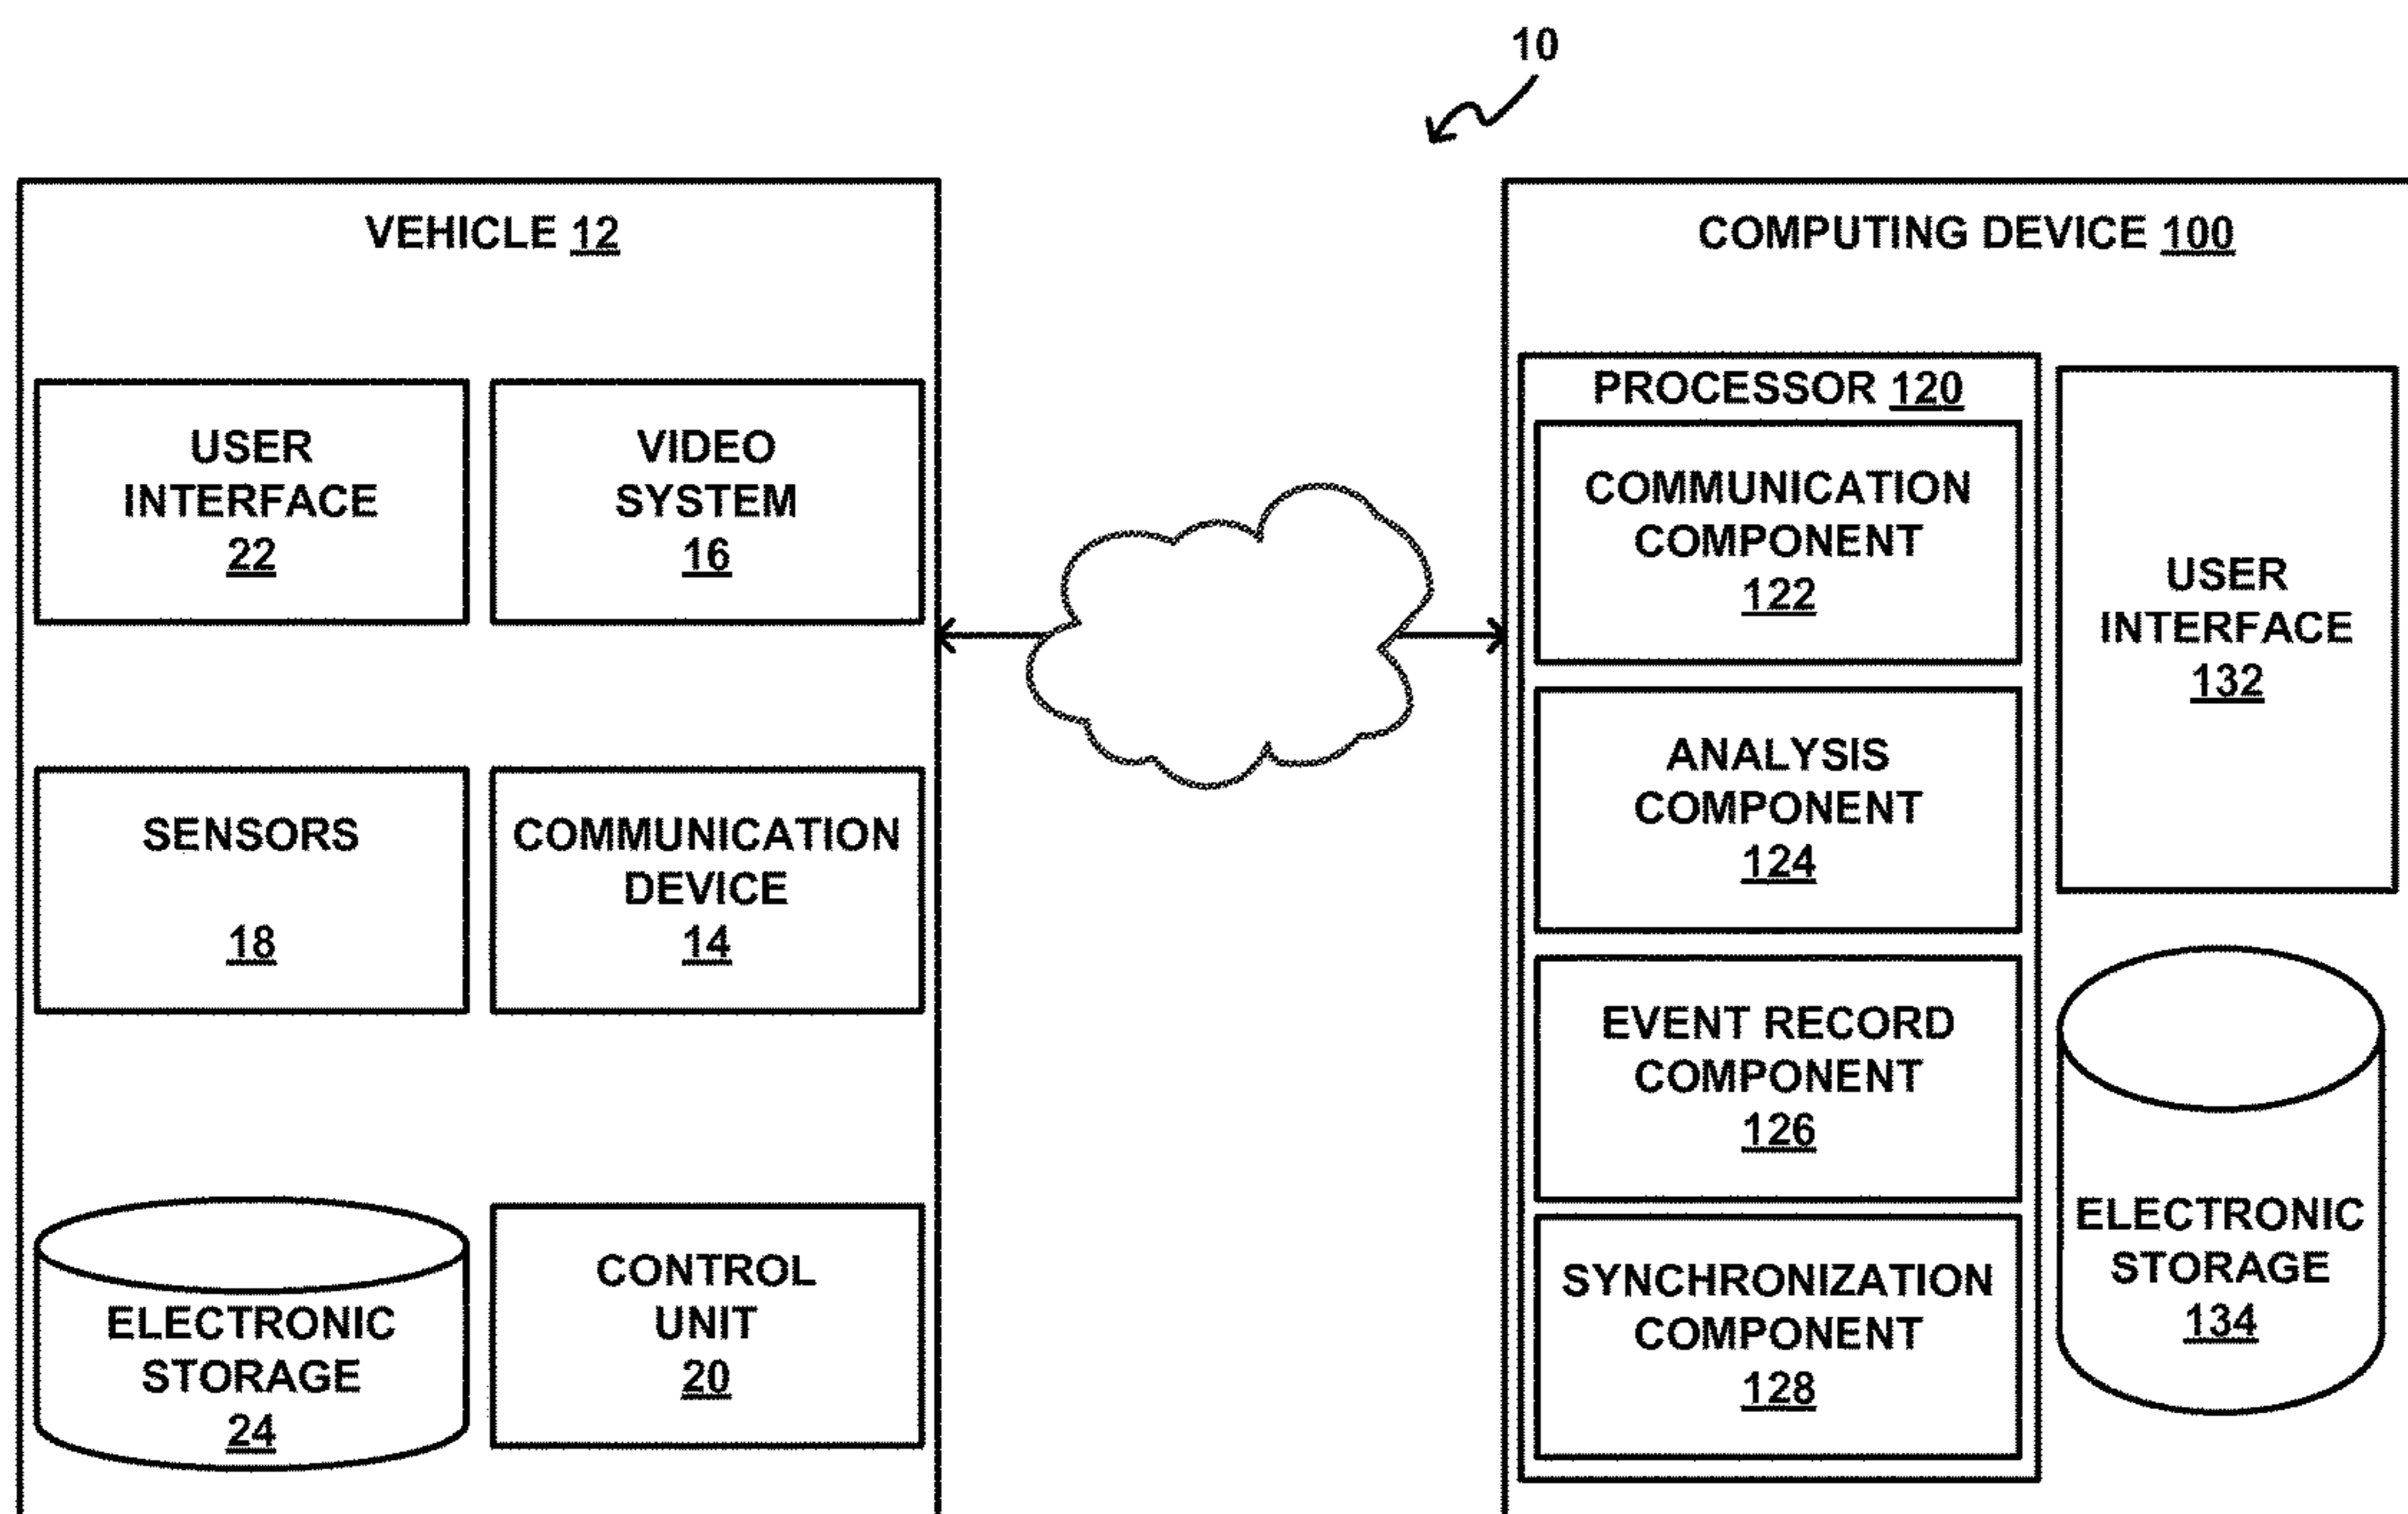 10
VEHICLE 12
USER
INTERFACE
22
VIDEO
SYSTEM
16
SENSORS
18
COMMUNICATION
DEVICE
14
ELECTRONIC
STORAGE
24
CONTROL
UNIT
20
COMPUTING DEVICE 100
PROCESSOR 120
COMMUNICATION
COMPONENT
122
ANALYSIS
COMPONENT
124
EVENT RECORD
COMPONENT
126
SYNCHRONIZATION
COMPONENT
128
USER
INTERFACE
132
ELECTRONIC
STORAGE
134